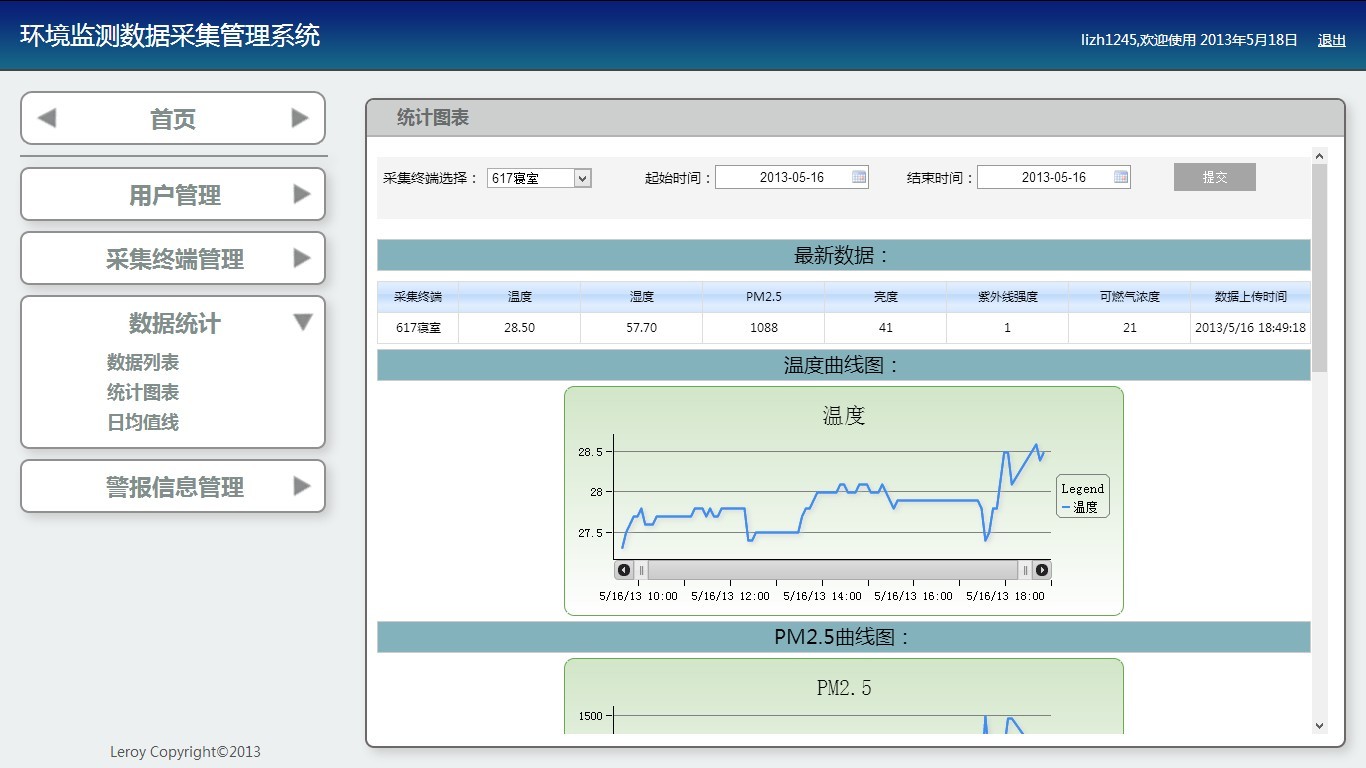 环境监测数据采集管理系统
lizh1245,欢迎使用 2013年5月18日 退出
首页
用户管理
采集终端管理
数据统计
数据列表
统计图表
日均值线
警报信息管理
Leroy Copyright©2013
统计图表
采集终端选择： 617寝室 起始时间： 2013-05-16 结束时间： 2013-05-16 提交
最新数据：
采集终端 温度 湿度 PM2.5 亮度 紫外线强度 可燃气浓度 数据上传时间
617寝室 28.50 57.70 1088 41 1 21 2013/5/16 18:49:18
温度曲线图：
温度
28.5
28
27.5
Legend
温度
5/16/13 10:00 5/16/13 12:00 5/16/13 14:00 5/16/13 16:00 5/16/13 18:00
PM2.5曲线图：
PM2.5
1500